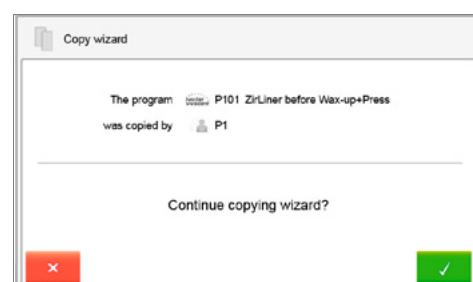 Copy wizard
The program P101 ZirLiner before Wax-up+Press
was copied by P1
Continue copying wizard?